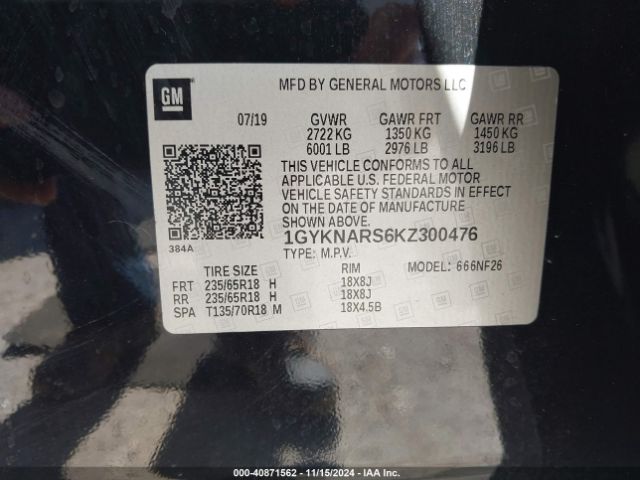 GM
MFD BY GENERAL MOTORS LLC
07/19 GVWR GAWR FRT GAWR RR
2722 KG 1350 KG 1450 KG
6001 LB 2976 LB 3196 LB
THIS VEHICLE CONFORMS TO ALL
APPLICABLE U.S. FEDERAL MOTOR
VEHICLE SAFETY STANDARDS IN EFFECT
ON THE DATE OF MANUFACTURE
SHOWN ABOVE.
384A
1GYKNARS6KZ300476
TYPE: M.P.V. MODEL: 666NF26
TIRE SIZE RIM
FRT 235/65R18 H 18X8J
RR 235/65R18 H 18X8J
SPA T135/70R18 M 18X4.5B
000-40871562 - 11/15/2024 - IAA Inc.